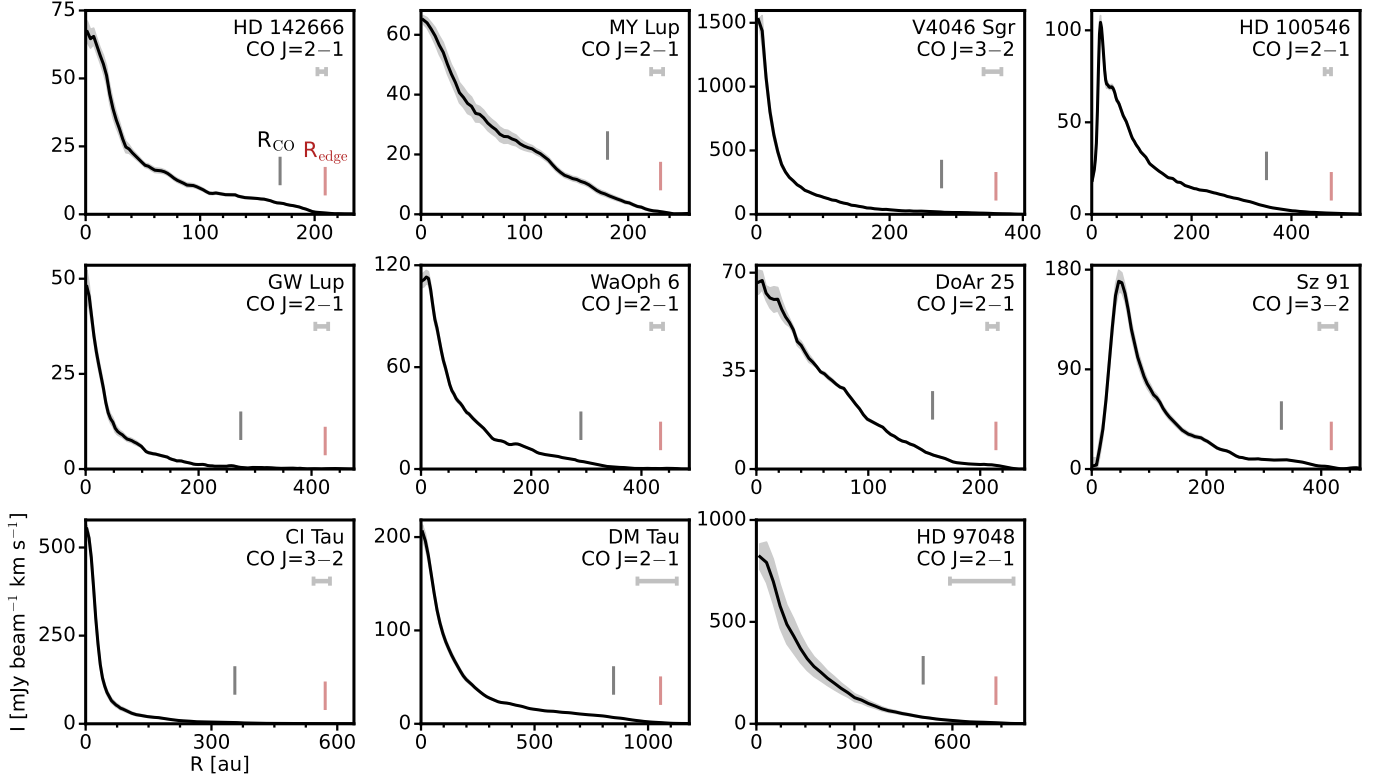 HD 142666
CO J=2−1
R_CO
R_edge
75
50
25
0
0 100 200
MY Lup
CO J=2−1
60
40
20
0
0 100 200
V4046 Sgr
CO J=3−2
1500
1000
500
0
0 200 400
HD 100546
CO J=2−1
100
50
0
0 200 400
GW Lup
CO J=2−1
50
25
0
0 200 400
WaOph 6
CO J=2−1
120
60
0
0 200 400
DoAr 25
CO J=2−1
70
35
0
0 100 200
Sz 91
CO J=3−2
180
90
0
0 200 400
CI Tau
CO J=3−2
500
250
0
0 300 600
R [au]
I [mJy beam⁻¹ km s⁻¹]
DM Tau
CO J=2−1
200
100
0
0 500 1000
HD 97048
CO J=2−1
1000
500
0
0 300 600